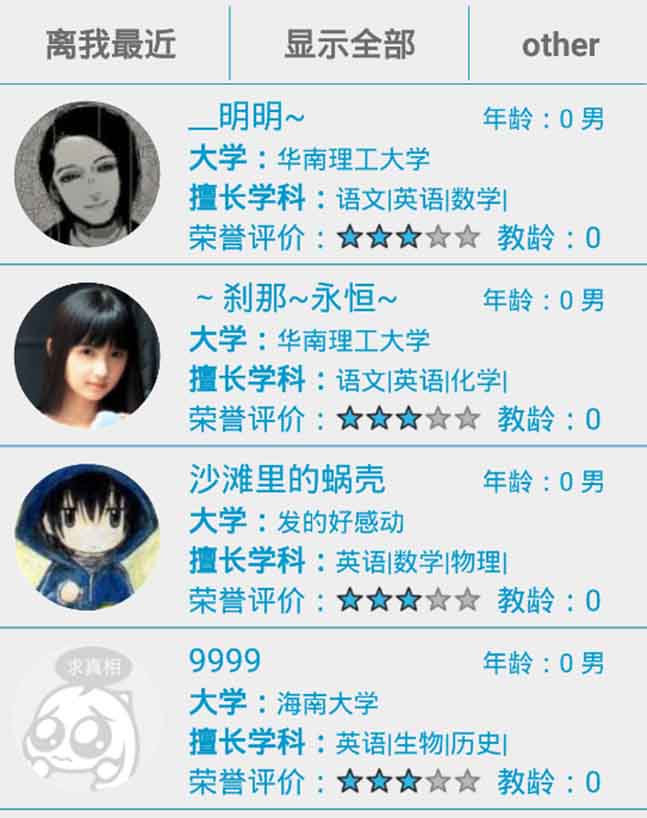 离我最近 显示全部 other
__明明~ 年龄：0 男
大学：华南理工大学
擅长学科：语文|英语|数学|
荣誉评价： 教龄：0
~ 刹那~永恒~ 年龄：0 男
大学：华南理工大学
擅长学科：语文|英语|化学|
荣誉评价： 教龄：0
沙滩里的蜗壳 年龄：0 男
大学：发的好感动
擅长学科：英语|数学|物理|
荣誉评价： 教龄：0
求真相
9999 年龄：0 男
大学：海南大学
擅长学科：英语|生物|历史|
荣誉评价： 教龄：0